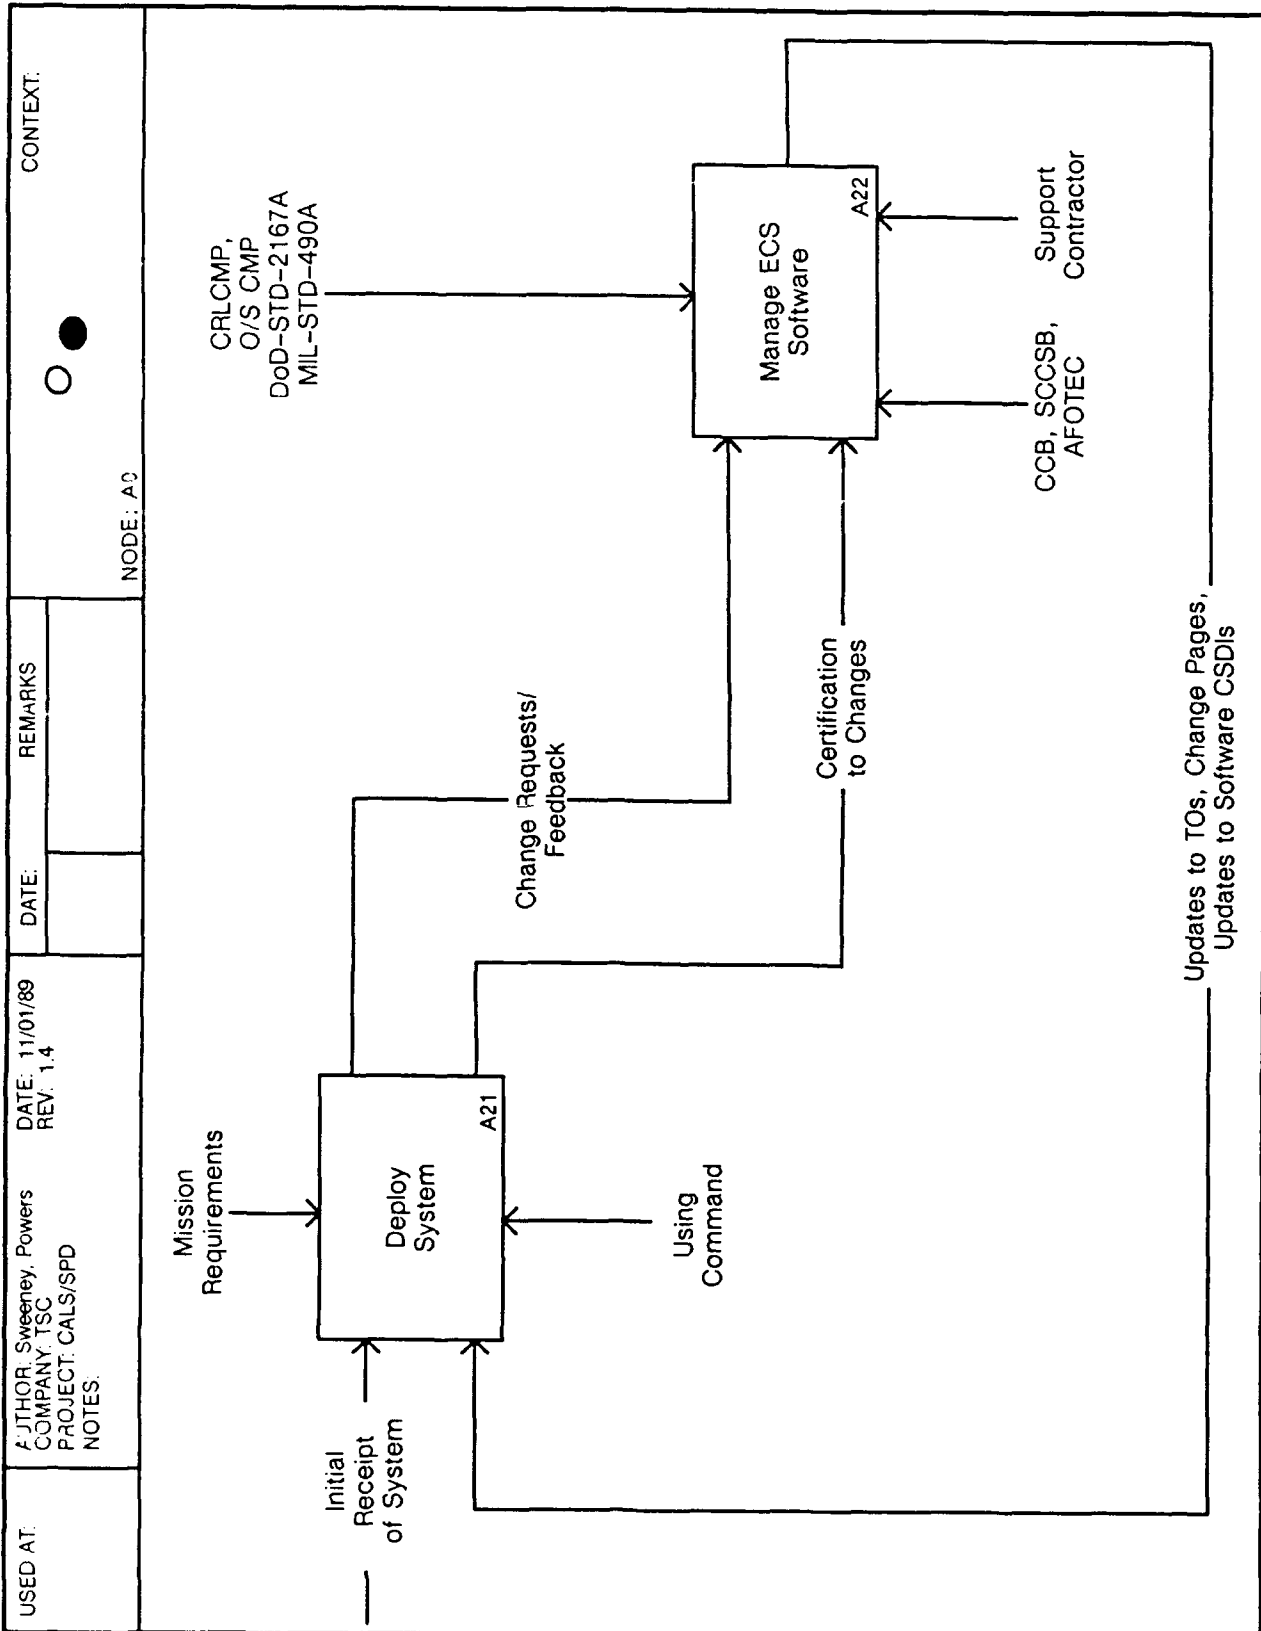 USED AT:
AUTHOR: Sweeney, Powers
COMPANY: TSC
PROJECT: CALS/SPD
NOTES:
DATE: 11/01/89
REV: 1.4
DATE:
REMARKS
CONTEXT:
NODE: A0
Mission
Requirements
CRLCMP,
O/S CMP
DoD-STD-2167A
MIL-STD-490A
Initial
Receipt
of System
Deploy
System
A21
Using
Command
Change Requests/
Feedback
Certification
to Changes
Manage ECS
Software
A22
CCB, SCCSB,
AFOTEC
Support
Contractor
Updates to TOs, Change Pages,
Updates to Software CSDIs